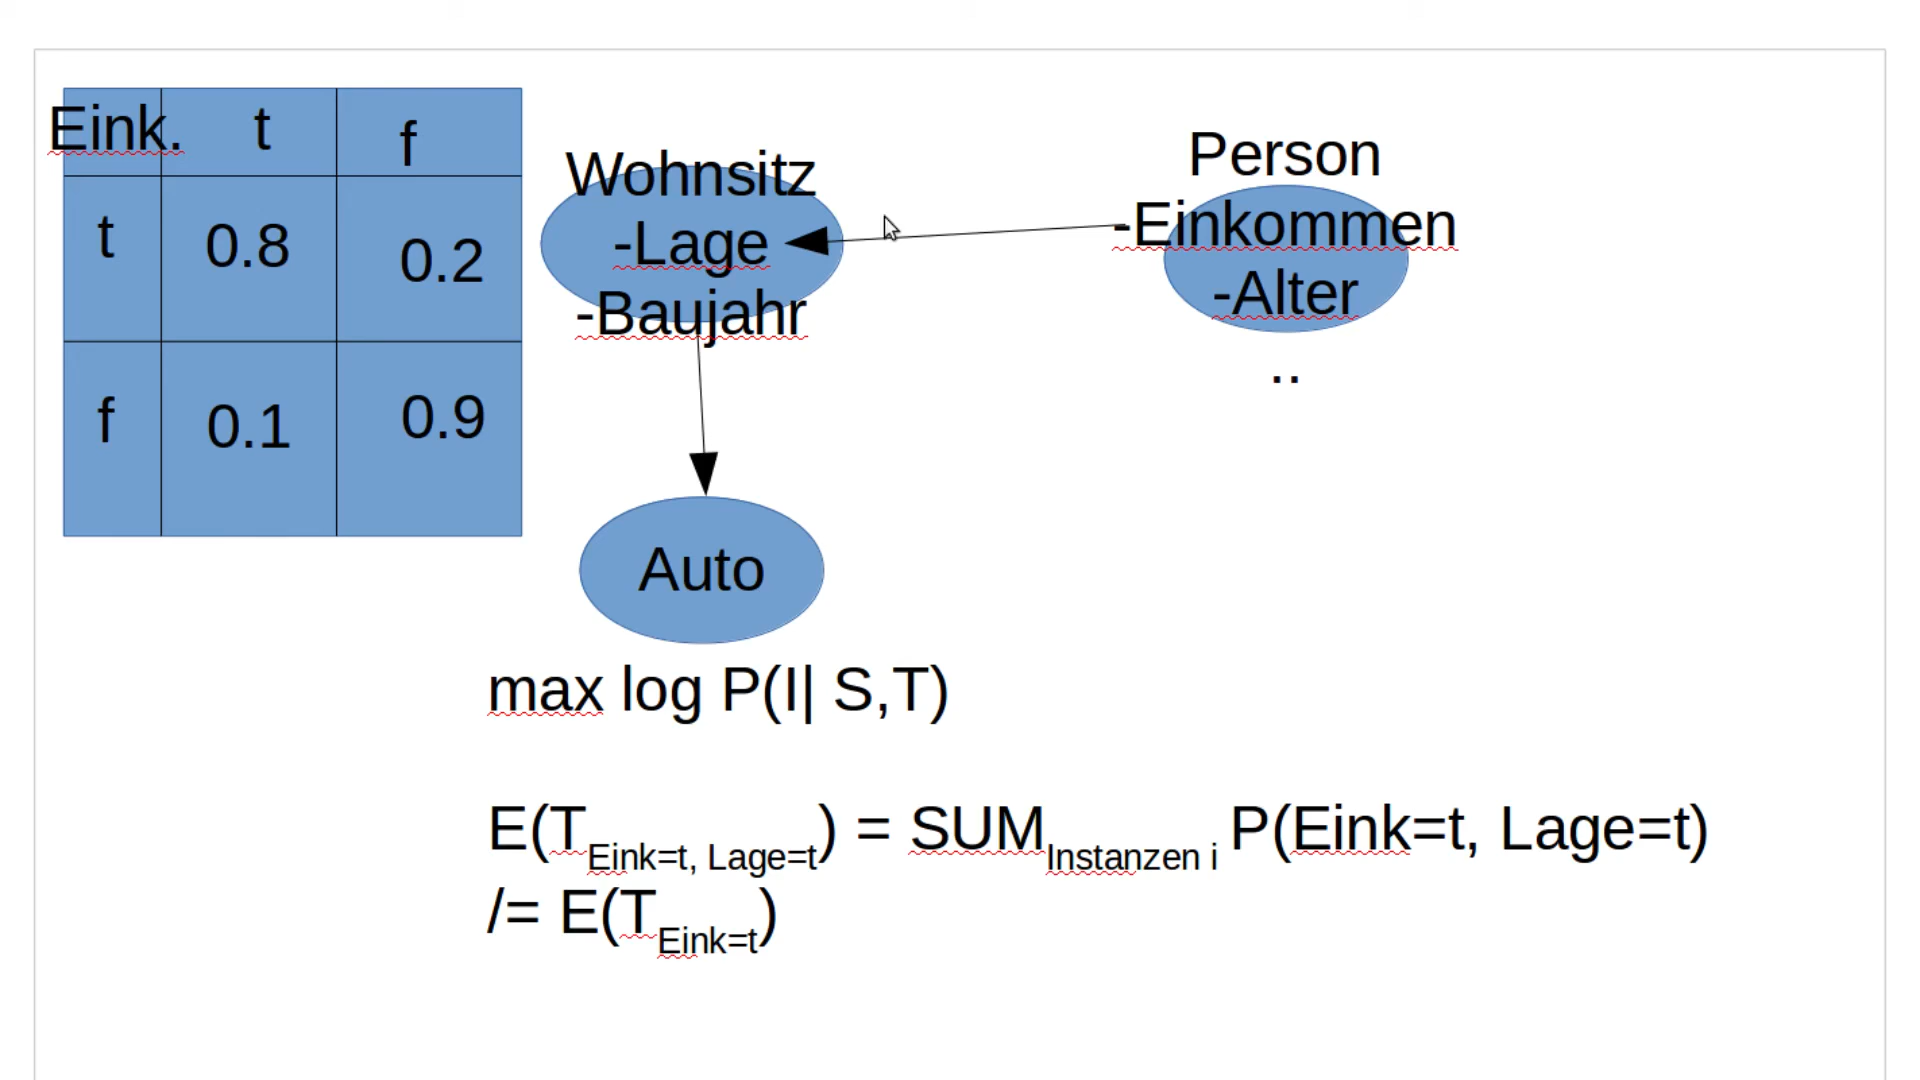 Eink. t f
t 0.8 0.2
f 0.1 0.9
Wohnsitz
-Lage
-Baujahr
Person
-Einkommen
-Alter
..
Auto
max log P(I| S,T)
E(TEink=t, Lage=t) = SUMInstanzen i P(Eink=t, Lage=t)
/= E(TEink=t)